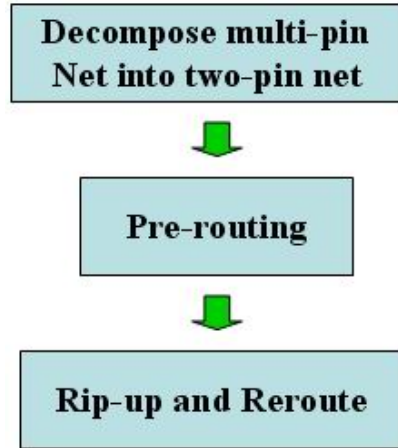 Decompose multi-pin
Net into two-pin net
Pre-routing
Rip-up and Reroute